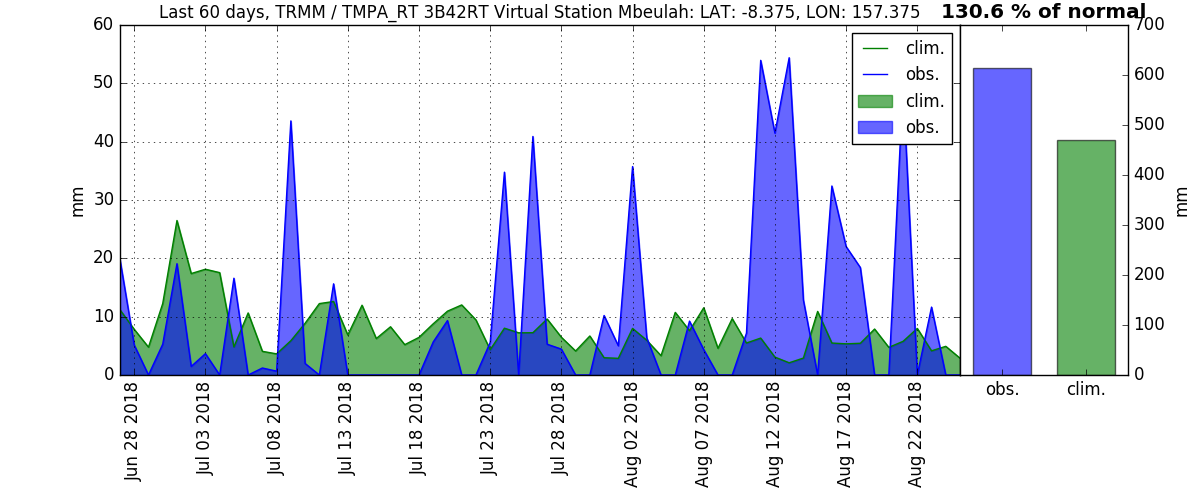 Last 60 days, TRMM / TMPA_RT 3B42RT Virtual Station Mbeulah: LAT: -8.375, LON: 157.375
130.6 % of normal
60
50
40
30
20
10
0
mm
clim.
obs.
clim.
obs.
Jun 28 2018
Jul 03 2018
Jul 08 2018
Jul 13 2018
Jul 18 2018
Jul 23 2018
Jul 28 2018
Aug 02 2018
Aug 07 2018
Aug 12 2018
Aug 17 2018
Aug 22 2018
700
600
500
400
300
200
100
0
mm
obs.
clim.